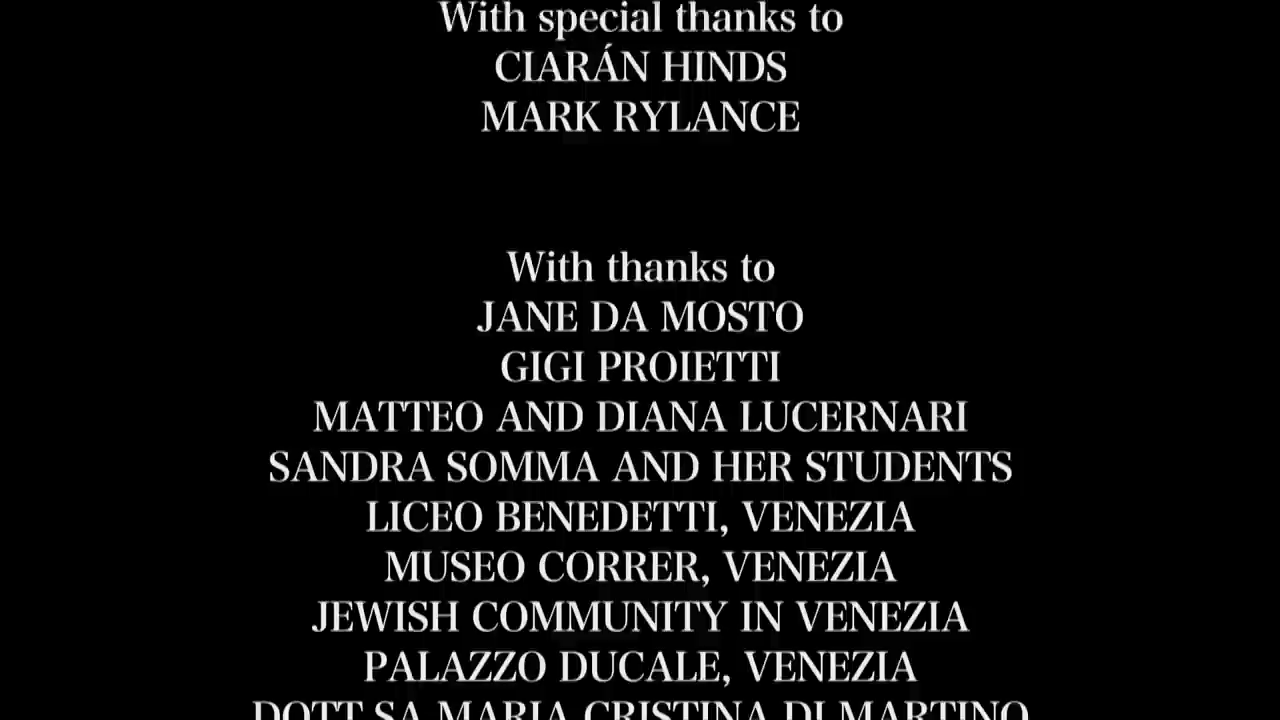 With special thanks to
CIARÁN HINDS
MARK RYLANCE
With thanks to
JANE DA MOSTO
GIGI PROIETTI
MATTEO AND DIANA LUCERNARI
SANDRA SOMMA AND HER STUDENTS
LICEO BENEDETTI, VENEZIA
MUSEO CORRER, VENEZIA
JEWISH COMMUNITY IN VENEZIA
PALAZZO DUCALE, VENEZIA
DOTT.SA MARIA CRISTINA DI MARTINO